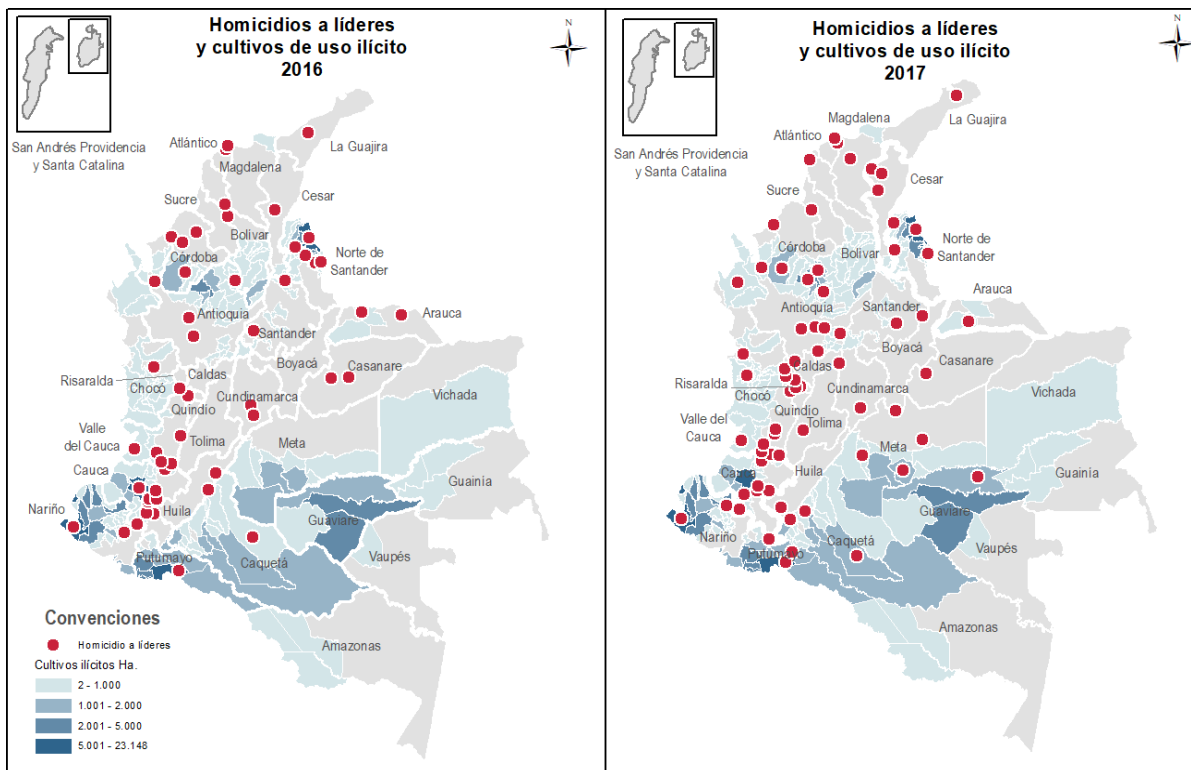 Homicidios a líderes
y cultivos de uso ilícito
2016
N
San Andrés Providencia
y Santa Catalina
Atlántico
La Guajira
Magdalena
Cesar
Sucre
Bolivar
Norte de
Santander
Córdoba
Antioquia
Arauca
Santander
Boyacá
Casanare
Risaralda
Caldas
Chocó
Cundinamarca
Vichada
Quindío
Valle
del Cauca
Tolima
Meta
Cauca
Guainía
Nariño
Huila
Guaviare
Vaupés
Putumayo
Caquetá
Amazonas
Convenciones
Homicidio a líderes
Cultivos ilícitos Ha.
2 - 1.000
1.001 - 2.000
2.001 - 5.000
5.001 - 23.148
Homicidios a líderes
y cultivos de uso ilícito
2017
N
San Andrés Providencia
y Santa Catalina
Magdalena
La Guajira
Atlántico
Cesar
Sucre
Córdoba
Bolívar
Norte de
Santander
Arauca
Antioquia
Santander
Boyacá
Casanare
Caldas
Risaralda
Chocó
Cundinamarca
Vichada
Quindío
Valle del
Cauca
Tolima
Meta
Cauca
Huila
Guainía
Guaviare
Nariño
Vaupés
Putumayo
Caquetá
Amazonas